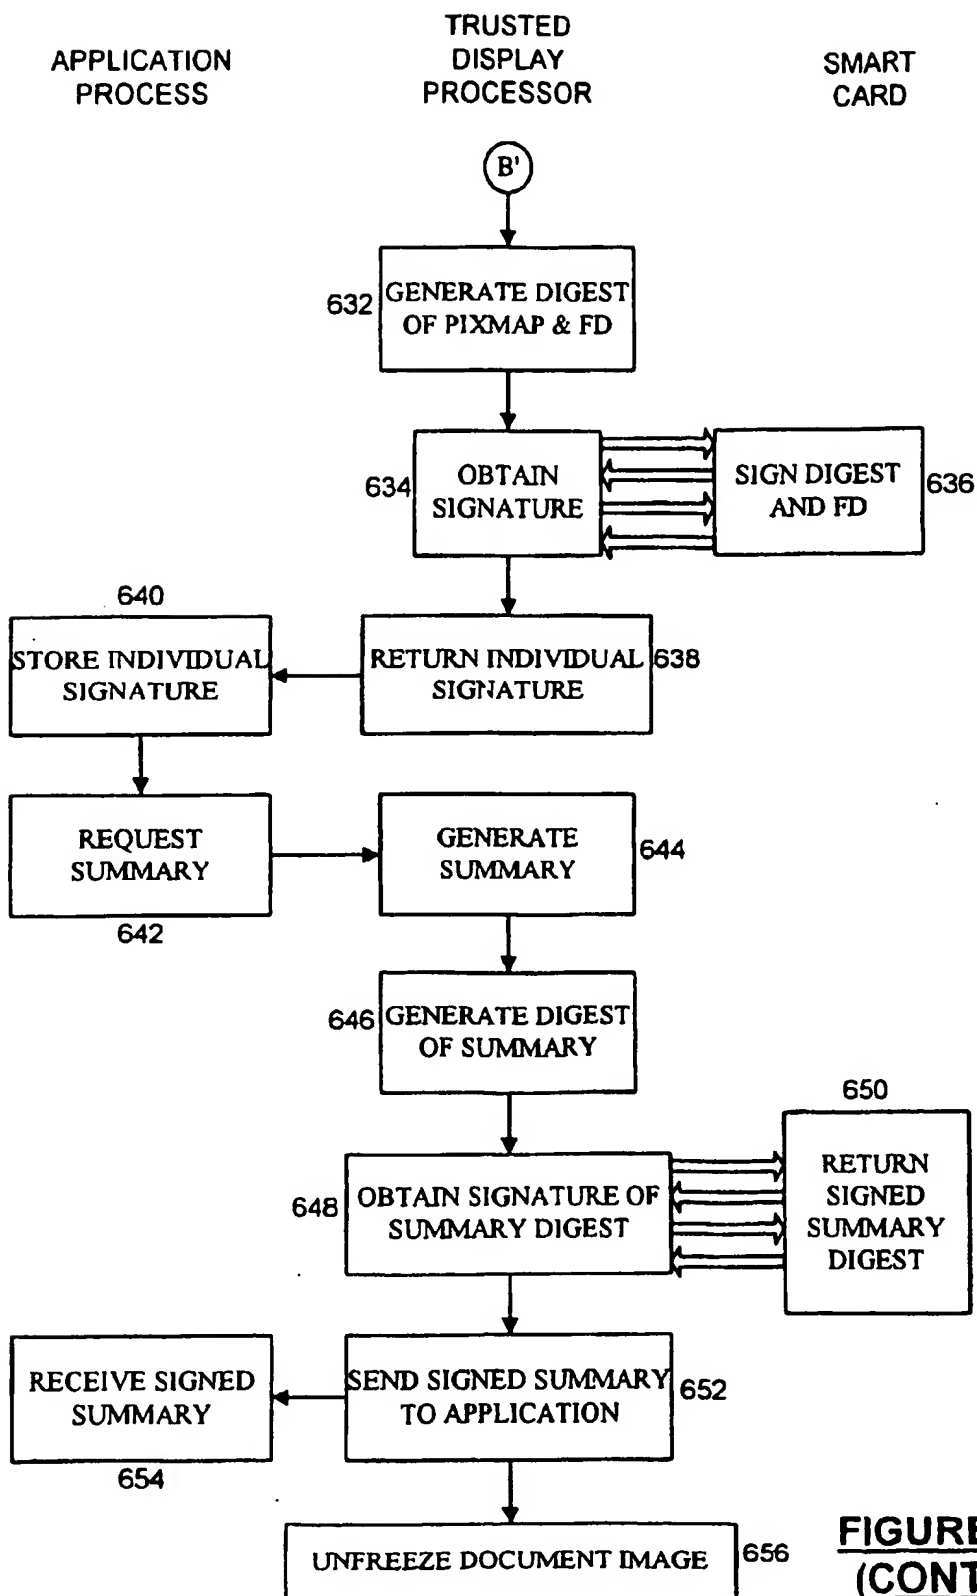 APPLICATION
PROCESS
TRUSTED
DISPLAY
PROCESSOR
SMART
CARD
B'
632
GENERATE DIGEST
OF PIXMAP & FD
634
OBTAIN
SIGNATURE
SIGN DIGEST
AND FD
636
640
STORE INDIVIDUAL
SIGNATURE
RETURN INDIVIDUAL
SIGNATURE
638
REQUEST
SUMMARY
642
GENERATE
SUMMARY
644
646
GENERATE DIGEST
OF SUMMARY
648
OBTAIN SIGNATURE OF
SUMMARY DIGEST
650
RETURN
SIGNED
SUMMARY
DIGEST
RECEIVE SIGNED
SUMMARY
654
SEND SIGNED SUMMARY
TO APPLICATION
652
UNFREEZE DOCUMENT IMAGE
656
FIGURE
(CONT